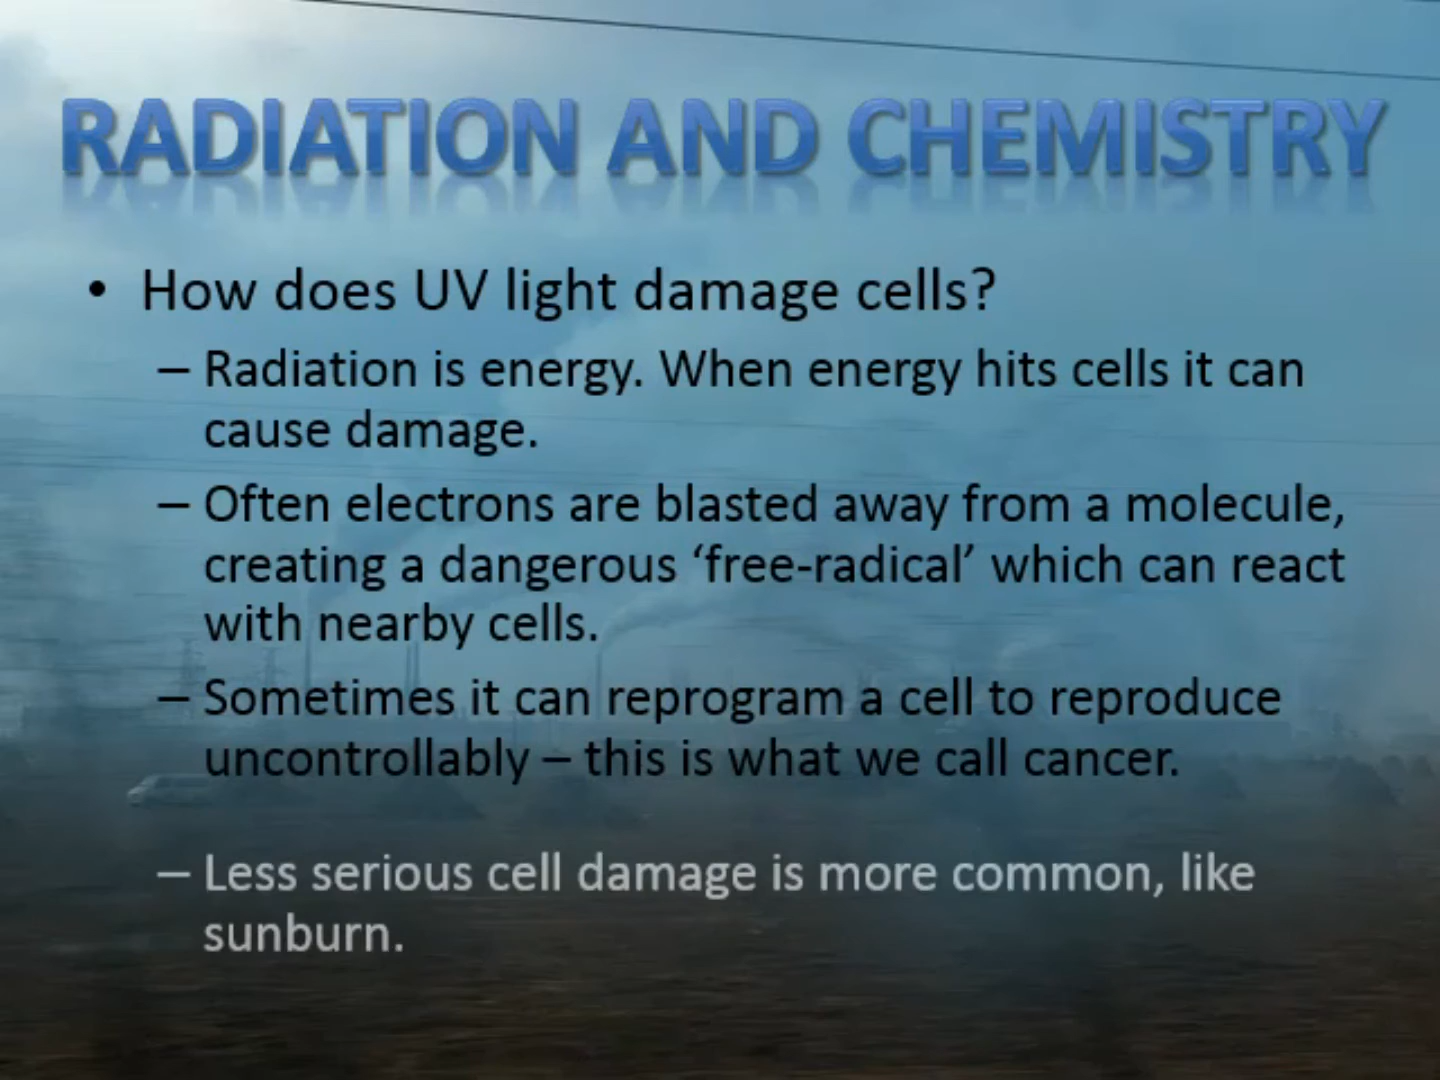 RADIATION AND CHEMISTRY
• How does UV light damage cells?
– Radiation is energy. When energy hits cells it can
cause damage.
– Often electrons are blasted away from a molecule,
creating a dangerous ‘free-radical’ which can react
with nearby cells.
– Sometimes it can reprogram a cell to reproduce
uncontrollably – this is what we call cancer.
– Less serious cell damage is more common, like
sunburn.